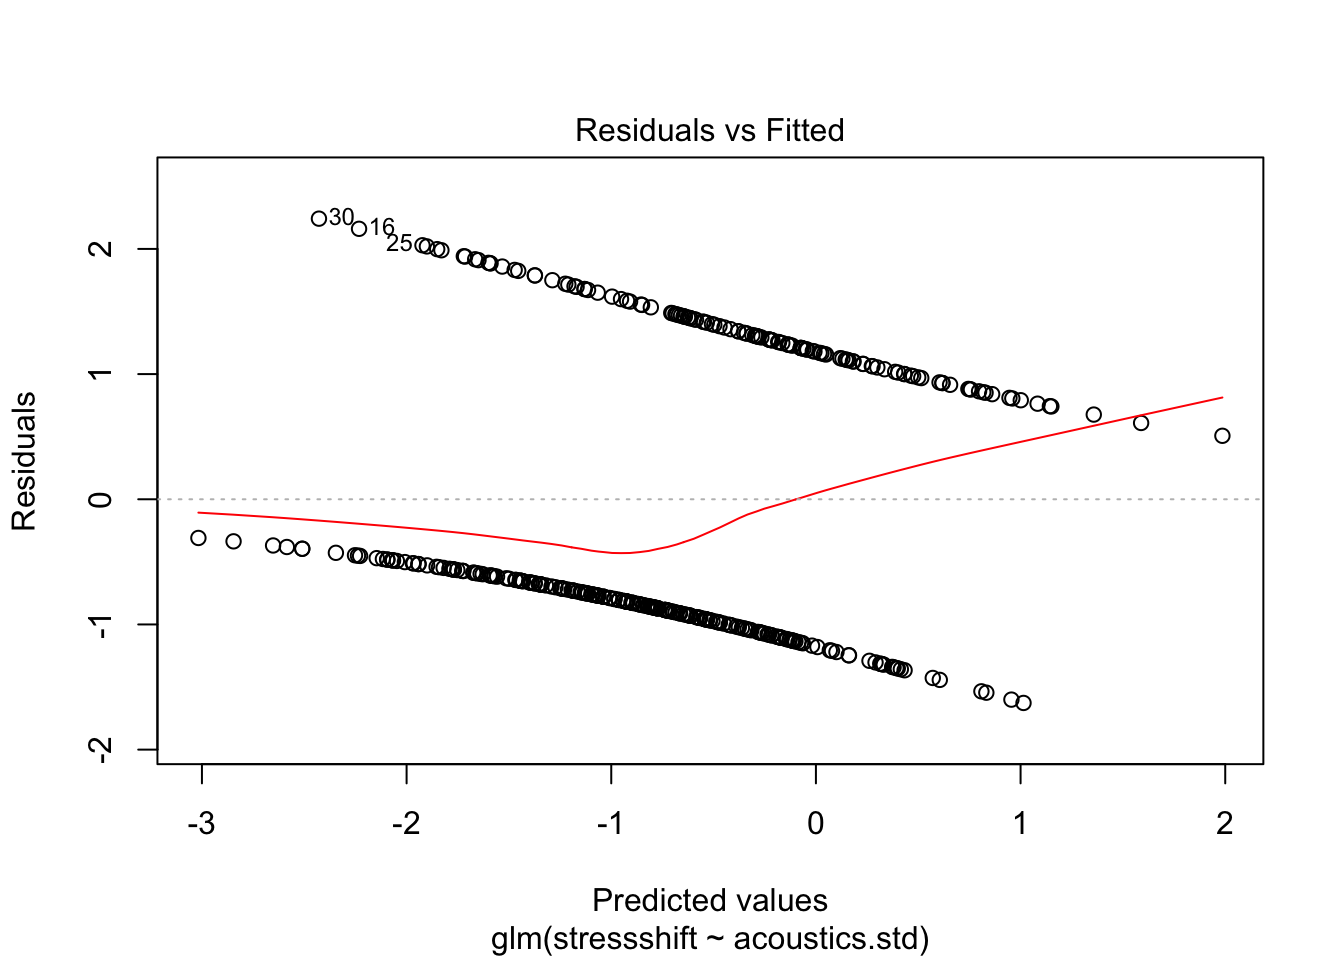 Residuals vs Fitted
Residuals
2
1
0
-1
-2
30
16
25
-3 -2 -1 0 1 2
Predicted values
glm(stressshift ~ acoustics.std)